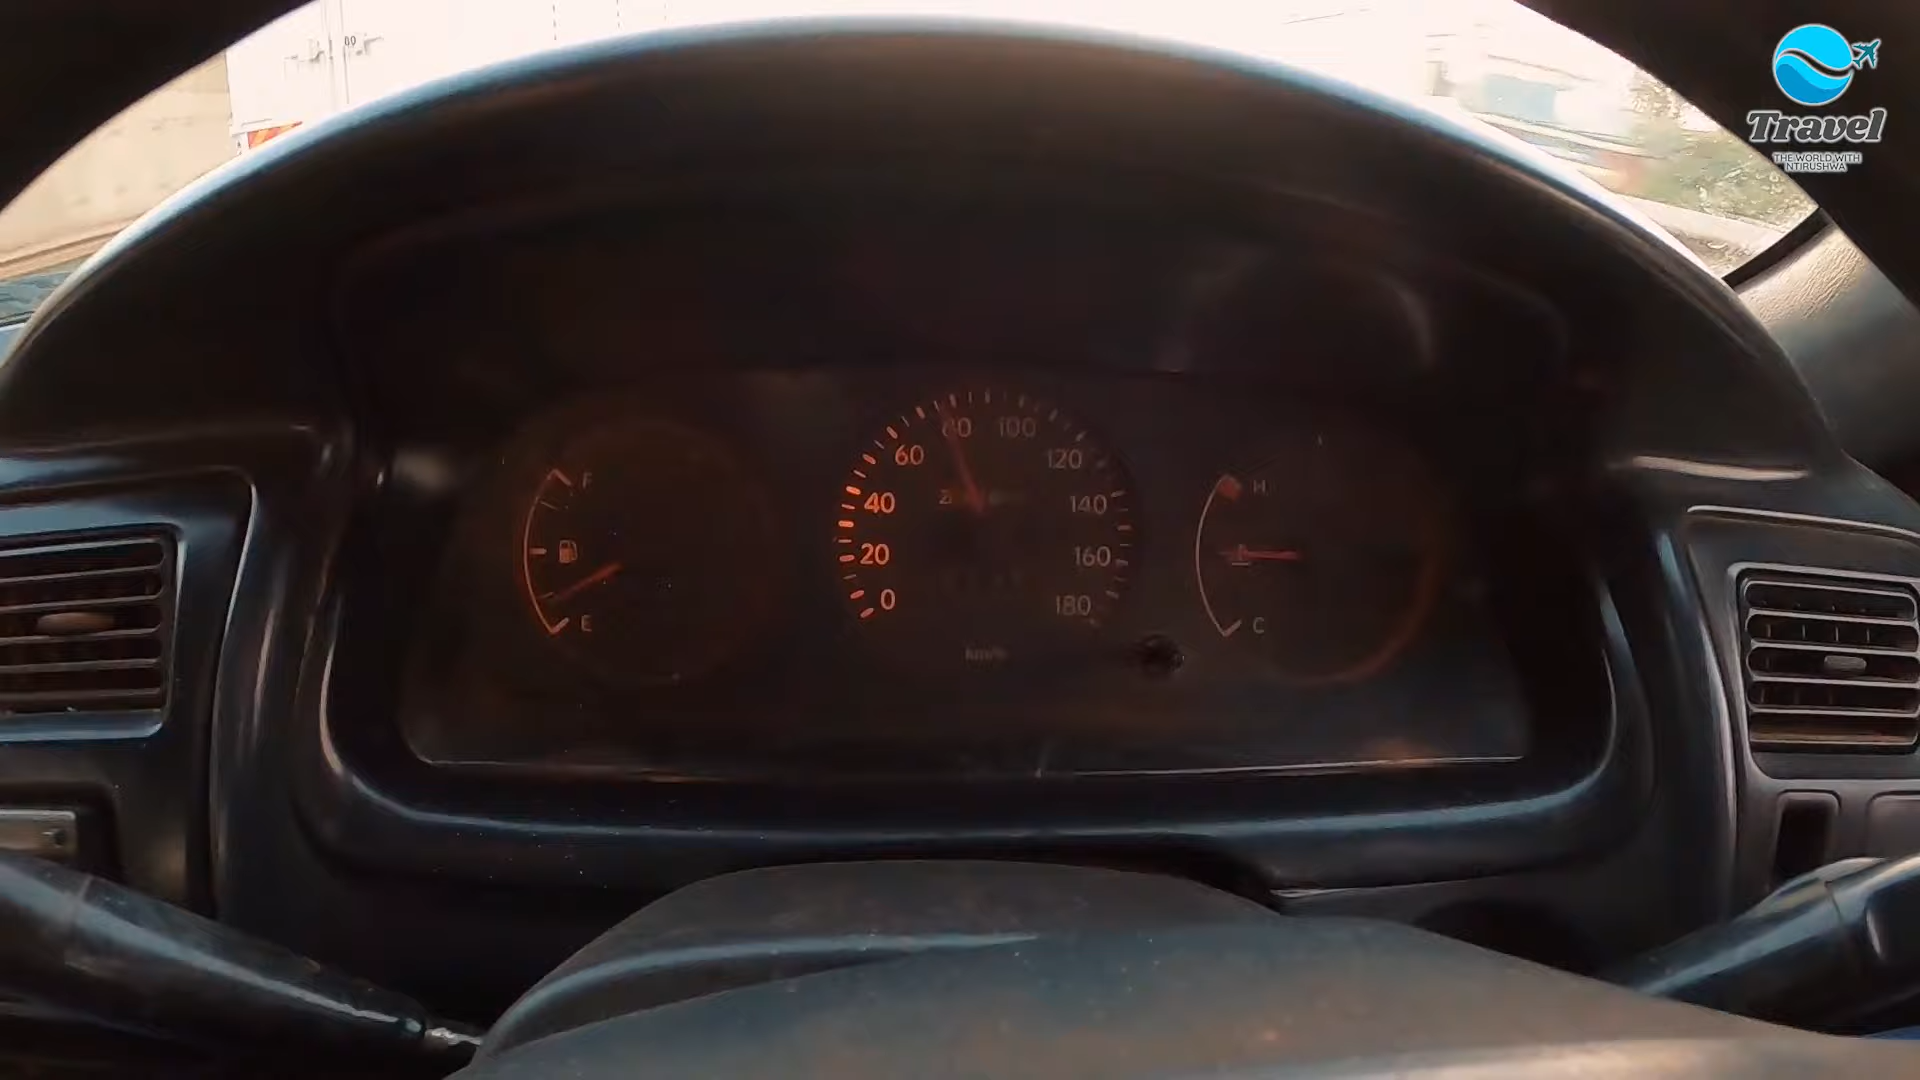 Travel
THE WORLD WITH
NTIRUSHWA
80 100
60 120
F H
40 140
20 160
0 180
E C
km/h